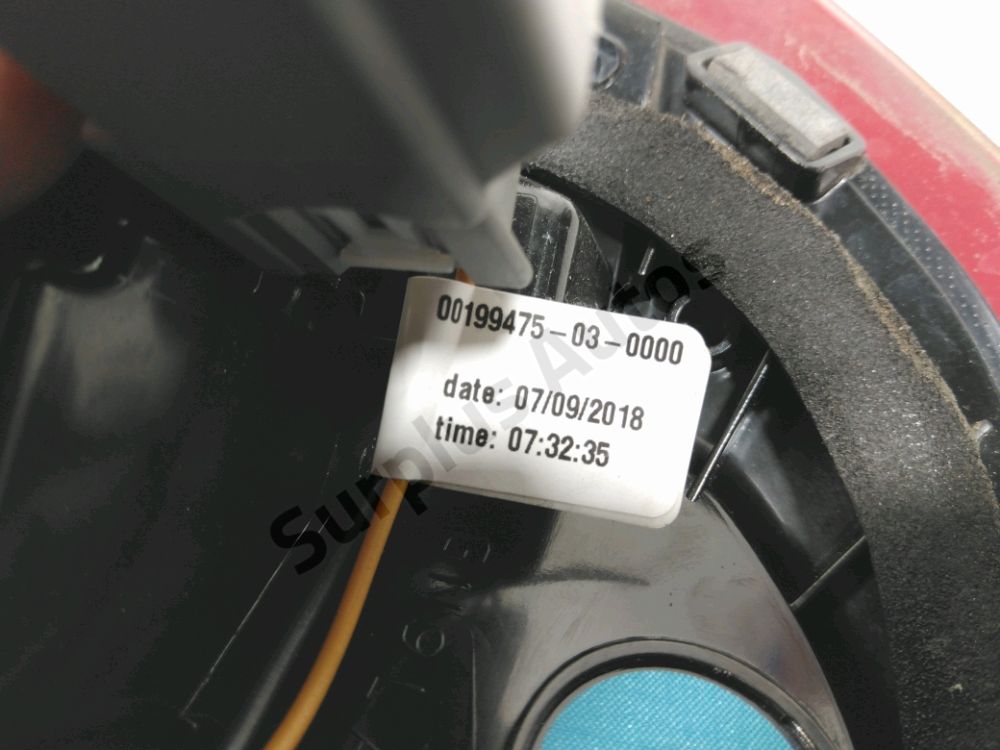 00199475-03-0000
date: 07/09/2018
time: 07:32:35
Surplus Autos